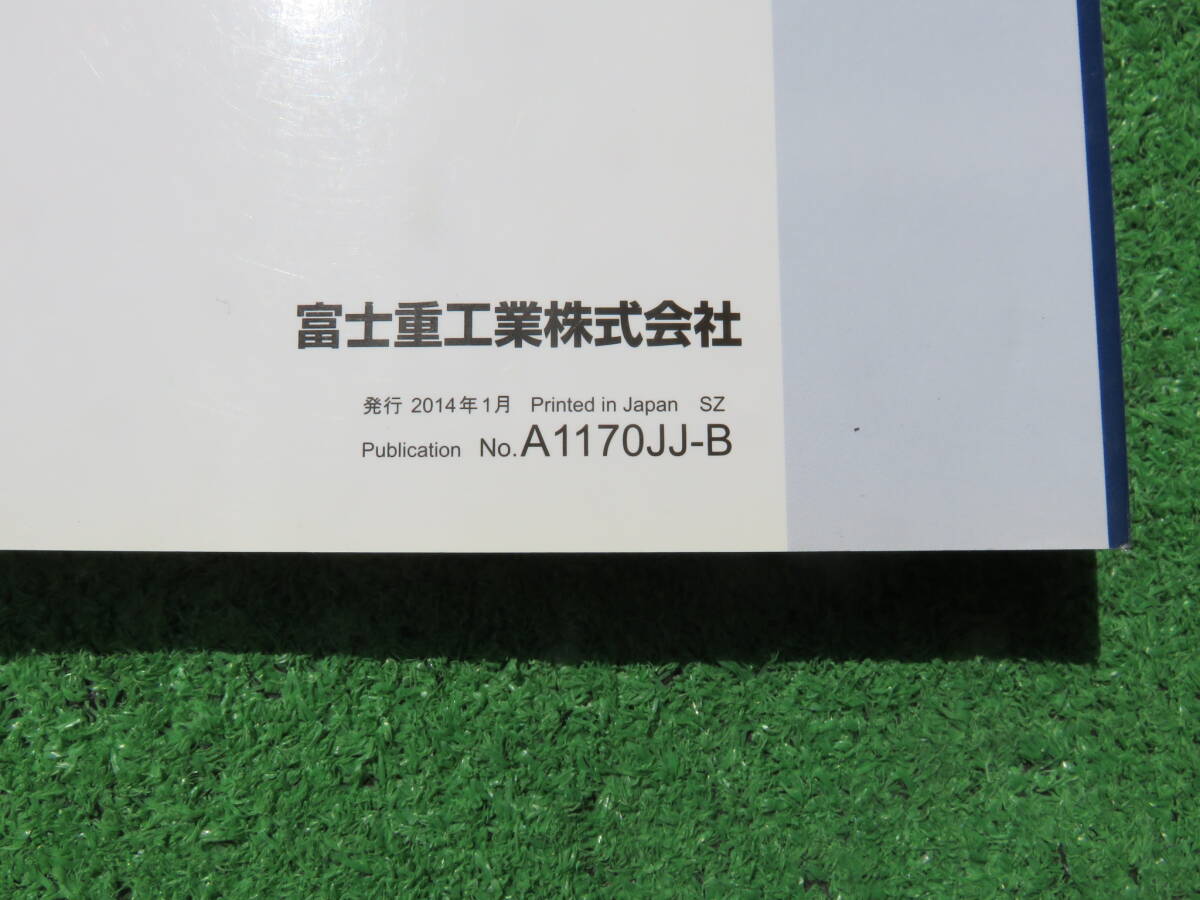 富士重工業株式会社
発行 2014年1月 Printed in Japan SZ
Publication No.A1170JJ-B